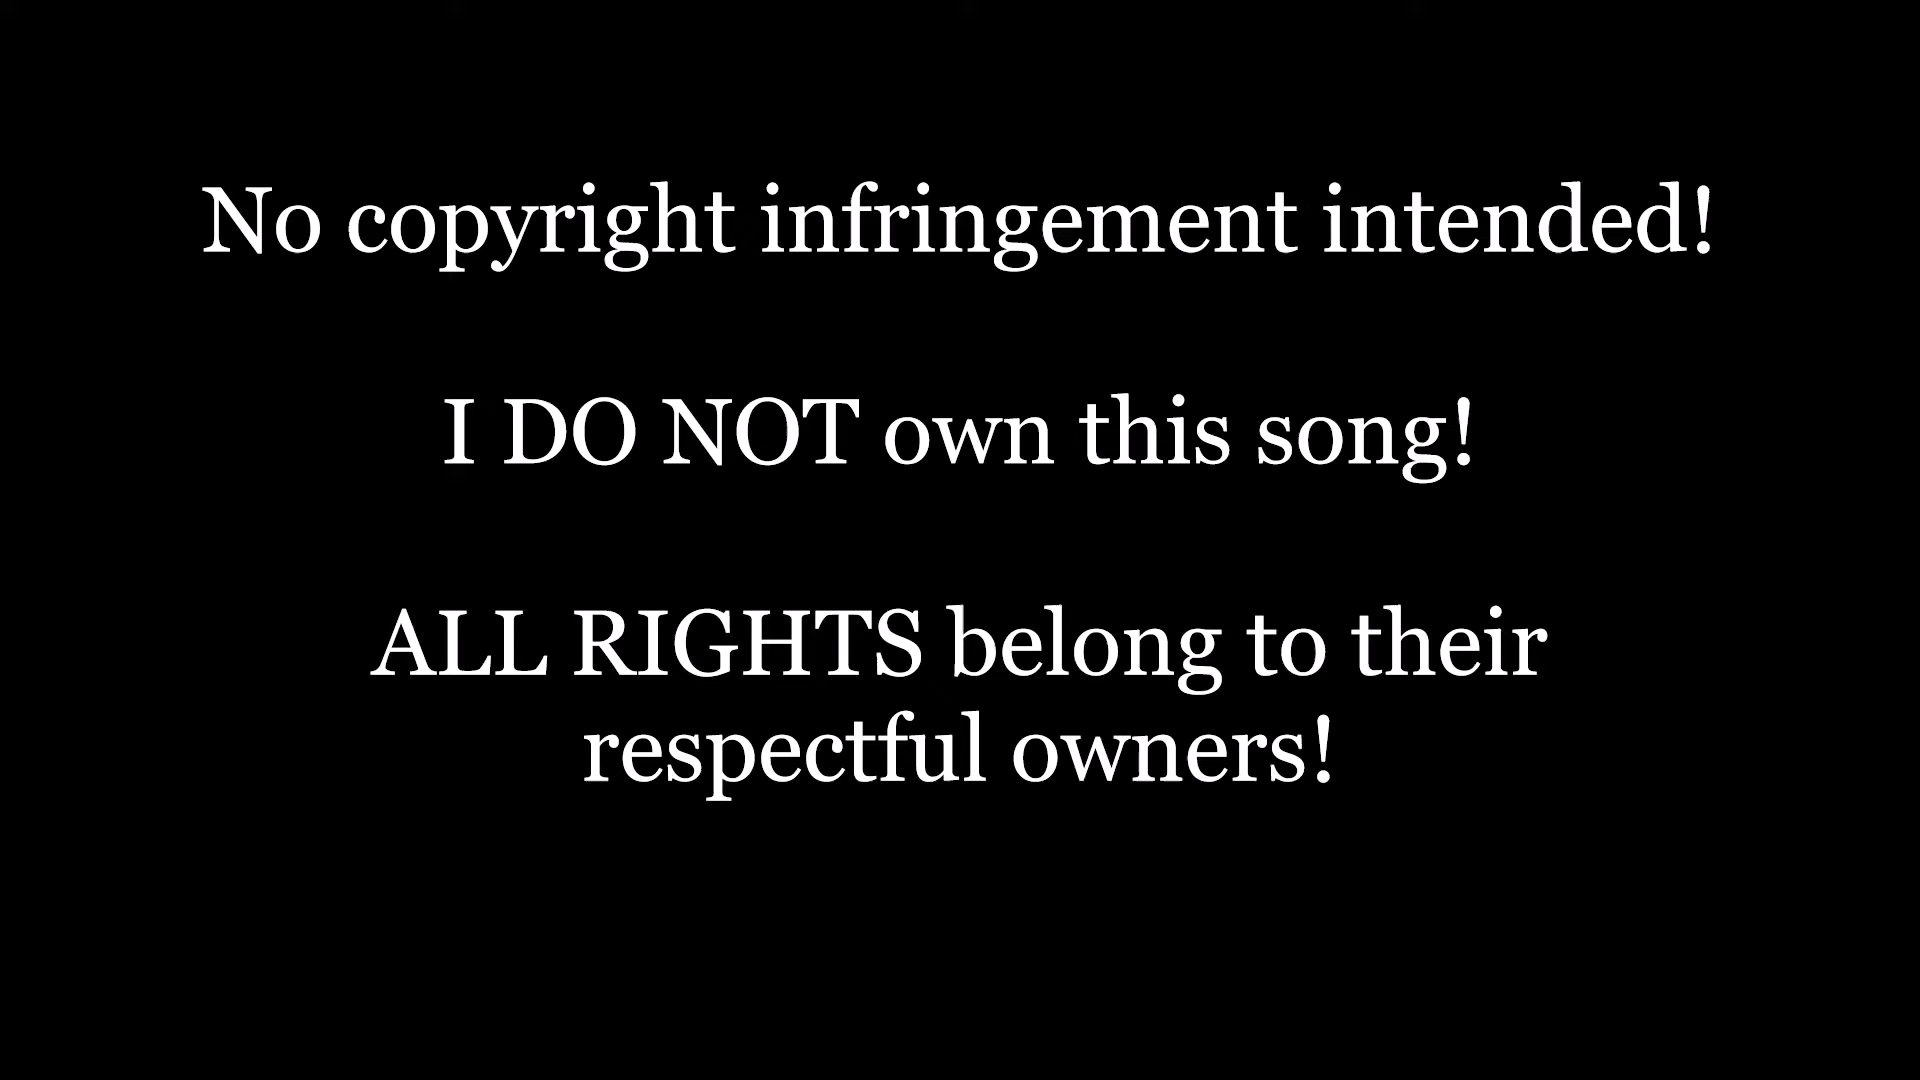 No copyright infringement intended!
I DO NOT own this song!
ALL RIGHTS belong to their
respectful owners!